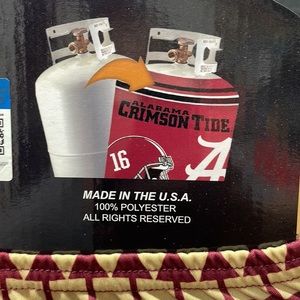 ALABAMA
CRIMSON TIDE
16
A
MADE IN THE U.S.A.
100% POLYESTER
ALL RIGHTS RESERVED